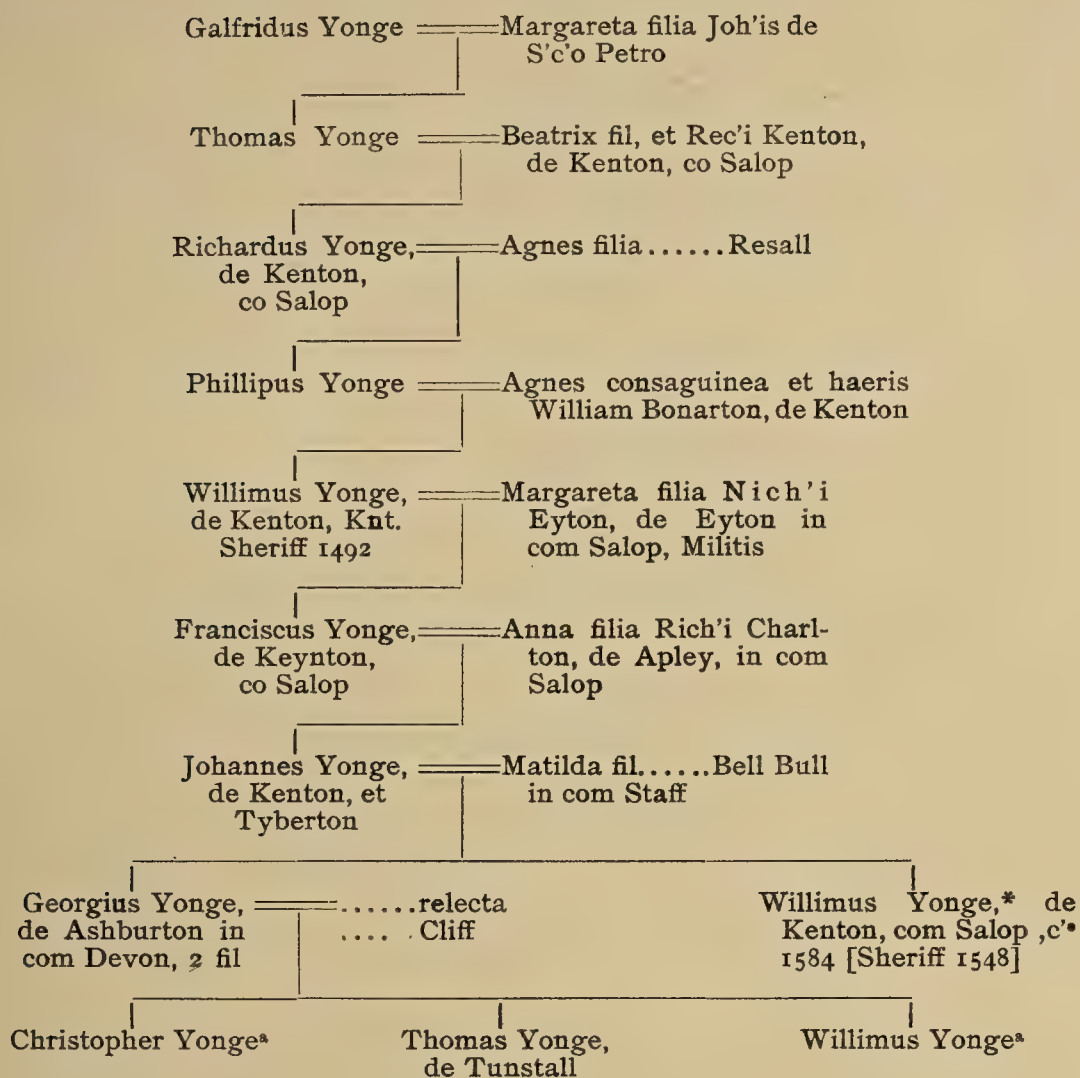 Galfridus Yonge
Margareta filia Joh'is de
S'c'o Petro
Thomas Yonge
Beatrix fil, et Rec'i Kenton,
de Kenton, co Salop
Richardus Yonge,
de Kenton,
co Salop
Agnes filia......Resall
Phillipus Yonge
Agnes consaguinea et haeris
William Bonarton, de Kenton
Willimus Yonge,
de Kenton, Knt.
Sheriff 1492
Margareta filia Nich'i
Eyton, de Eyton in
com Salop, Militis
Franciscus Yonge,
de Keynton,
co Salop
Anna filia Rich'i Charl-
ton, de Apley, in com
Salop
Johannes Yonge,
de Kenton, et
Tyberton
Matilda fil......Bell Bull
in com Staff
Georgius Yonge,
de Ashburton in
com Devon, 2 fil
......relecta
.... . Cliff
Willimus Yonge,* de
Kenton, com Salop ,c'•
1584 [Sheriff 1548]
Christopher Yongeª
Thomas Yonge,
de Tunstall
Willimus Yongeª